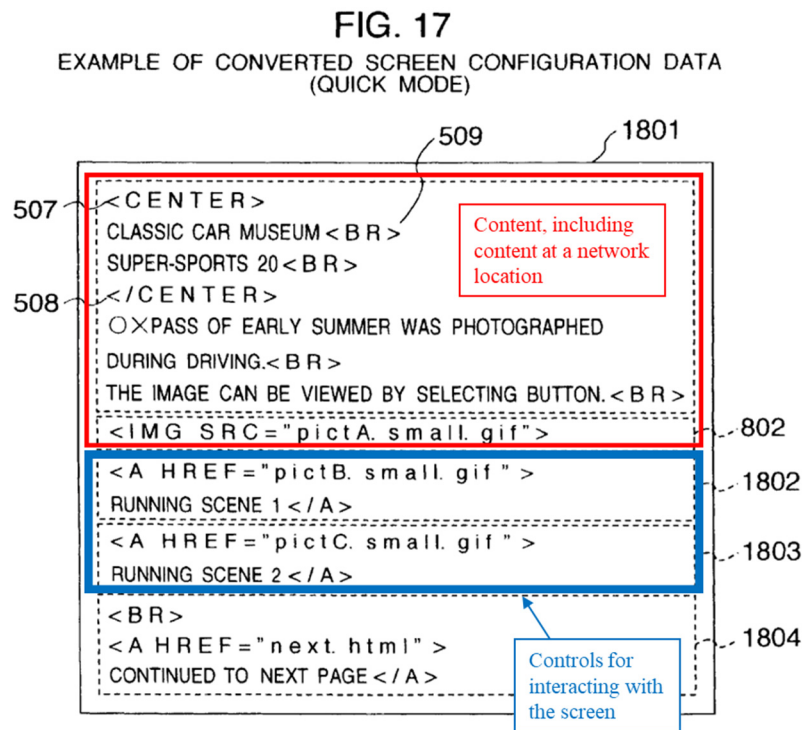 FIG. 17
EXAMPLE OF CONVERTED SCREEN CONFIGURATION DATA
(QUICK MODE)
509
1801
507
<CENTER>
CLASSIC CAR MUSEUM<BR>
SUPER-SPORTS 20<BR>
508
</CENTER>
○×PASS OF EARLY SUMMER WAS PHOTOGRAPHED
DURING DRIVING.<BR>
THE IMAGE CAN BE VIEWED BY SELECTING BUTTON.<BR>
Content, including
content at a network
location
<IMG SRC="pictA. small. gif">
802
<A HREF="pictB. small. gif">
1802
RUNNING SCENE 1</A>
<A HREF="pictC. small. gif">
1803
RUNNING SCENE 2</A>
<BR>
<A HREF="next. html">
1804
CONTINUED TO NEXT PAGE</A>
Controls for
interacting with
the screen